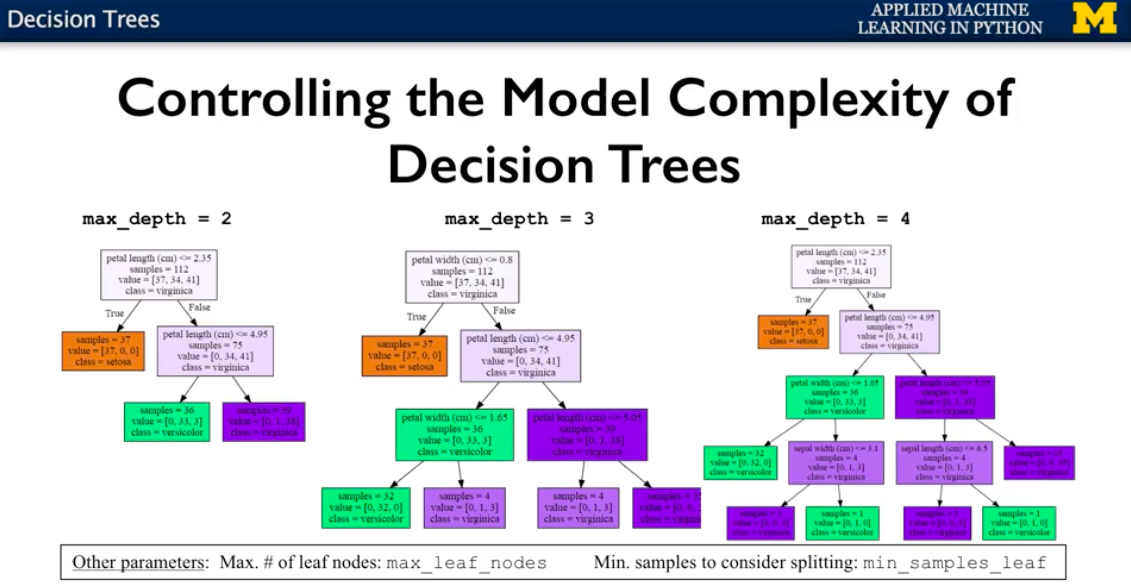 Decision Trees
APPLIED MACHINE
LEARNING IN PYTHON
M
Controlling the Model Complexity of
Decision Trees
max_depth = 2
petal length (cm) <= 2.35
samples = 112
value = [37, 34, 41]
class = virginica
True
False
samples = 37
value = [37, 0, 0]
class = setosa
petal length (cm) <= 4.95
samples = 75
value = [0, 34, 41]
class = virginica
samples = 36
value = [0, 33, 3]
class = versicolor
samples = 39
value = [0, 1, 38]
class = virginica
max_depth = 3
petal width (cm) <= 0.8
samples = 112
value = [37, 34, 41]
class = virginica
True
False
samples = 37
value = [37, 0, 0]
class = setosa
petal length (cm) <= 4.95
samples = 75
value = [0, 34, 41]
class = virginica
petal width (cm) <= 1.65
samples = 36
value = [0, 33, 3]
class = versicolor
petal length (cm) <= 5.05
samples = 39
value = [0, 1, 38]
class = virginica
samples = 32
value = [0, 32, 0]
class = versicolor
samples = 4
value = [0, 1, 3]
class = virginica
samples = 4
value = [0, 1, 3]
class = virginica
samples =
value = [0, 0,
class =
max_depth = 4
petal length (cm) <= 2.35
samples = 112
value = [37, 34, 41]
class = virginica
True
False
samples = 37
value = [37, 0, 0]
class = setosa
petal length (cm) <= 4.95
samples = 75
value = [0, 34, 41]
class = virginica
petal width (cm) <= 1.65
samples = 36
value = [0, 33, 3]
class = versicolor
petal length (cm) <= 5.05
samples = 39
value = [0, 1, 38]
class = virginica
samples = 32
value = [0, 32, 0]
class = versicolor
sepal width (cm) <= 3.1
samples = 4
value = [0, 1, 3]
class = virginica
sepal length (cm) <= 6.5
samples = 4
value = [0, 1, 3]
class = virginica
samples =
value =
class = virginica
samples =
value = [0, 0, 3]
class = virginica
samples = 1
value = [0, 1, 0]
class = versicolor
samples =
value = [0, 0, 3]
class = virginica
samples = 1
value = [0, 1, 0]
class = versicolor
Other parameters: Max. # of leaf nodes: max_leaf_nodes Min. samples to consider splitting: min_samples_leaf